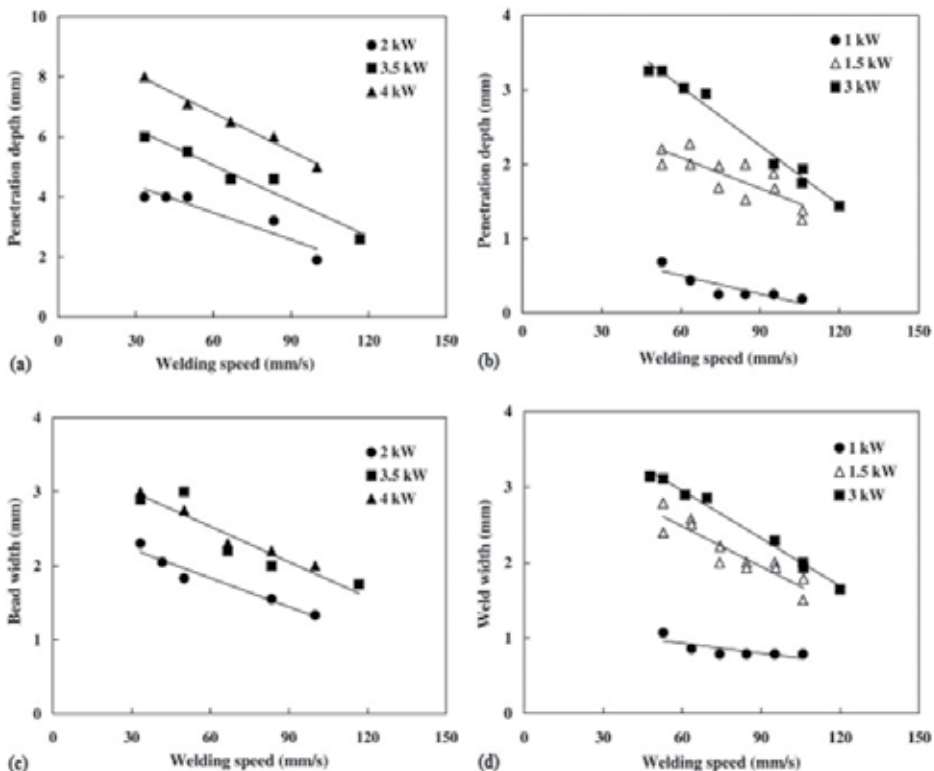 10
8
6
4
2
0
Penetration depth (mm)
2 kW
3.5 kW
4 kW
0 30 60 90 120 150
Welding speed (mm/s)
(a)
4
3
2
1
0
Penetration depth (mm)
1 kW
1.5 kW
3 kW
0 30 60 90 120 150
Welding speed (mm/s)
(b)
4
3
2
1
0
Bead width (mm)
2 kW
3.5 kW
4 kW
0 30 60 90 120 150
Welding speed (mm/s)
(c)
4
3
2
1
0
Weld width (mm)
1 kW
1.5 kW
3 kW
0 30 60 90 120 150
Welding speed (mm/s)
(d)